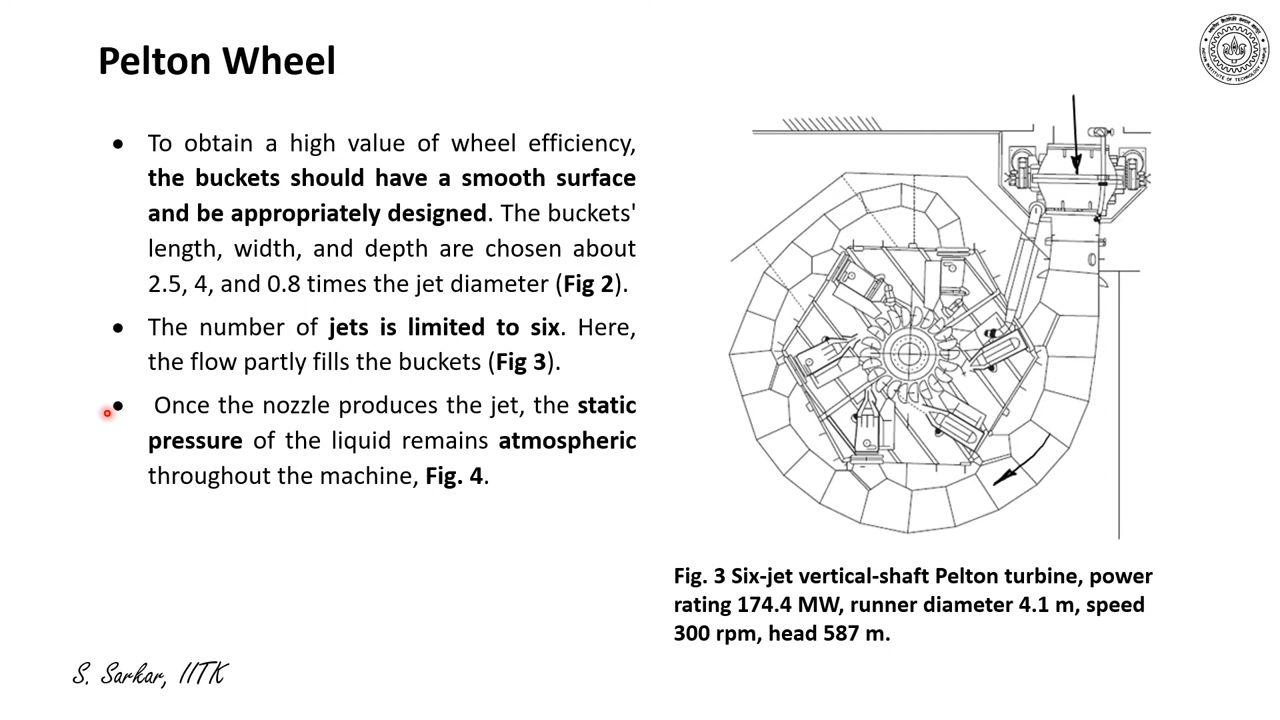 Pelton Wheel
• To obtain a high value of wheel efficiency,
the buckets should have a smooth surface
and be appropriately designed. The buckets'
length, width, and depth are chosen about
2.5, 4, and 0.8 times the jet diameter (Fig 2).
• The number of jets is limited to six. Here,
the flow partly fills the buckets (Fig 3).
• Once the nozzle produces the jet, the static
pressure of the liquid remains atmospheric
throughout the machine, Fig. 4.
Fig. 3 Six-jet vertical-shaft Pelton turbine, power
rating 174.4 MW, runner diameter 4.1 m, speed
300 rpm, head 587 m.
S. Sarkar, IITK